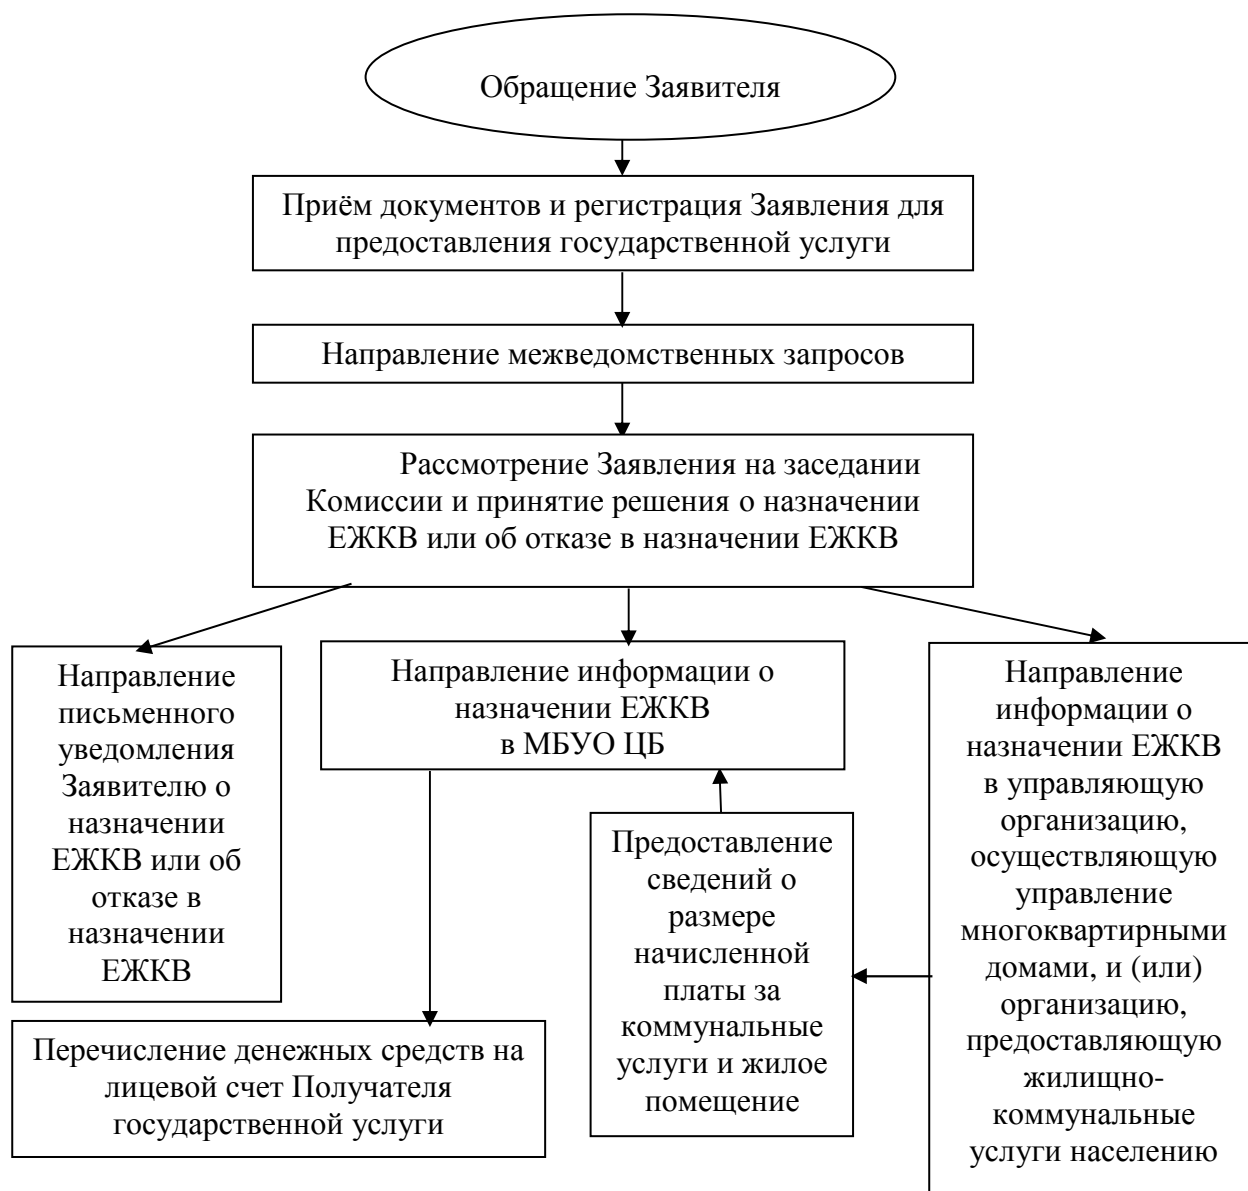 Обращение Заявителя
Приём документов и регистрация Заявления для
предоставления государственной услуги
Направление межведомственных запросов
Рассмотрение Заявления на заседании
Комиссии и принятие решения о назначении
ЕЖКВ или об отказе в назначении ЕЖКВ
Направление
письменного
уведомления
Заявителю о
назначении
ЕЖКВ или об
отказе в
назначении
ЕЖКВ
Направление информации о
назначении ЕЖКВ
в МБУО ЦБ
Направление
информации о
назначении ЕЖКВ
в управляющую
организацию,
осуществляющую
управление
многоквартирными
домами, и (или)
организацию,
предоставляющую
жилищно-
коммунальные
услуги населению
Предоставление
сведений о
размере
начисленной
платы за
коммунальные
услуги и жилое
помещение
Перечисление денежных средств на
лицевой счет Получателя
государственной услуги